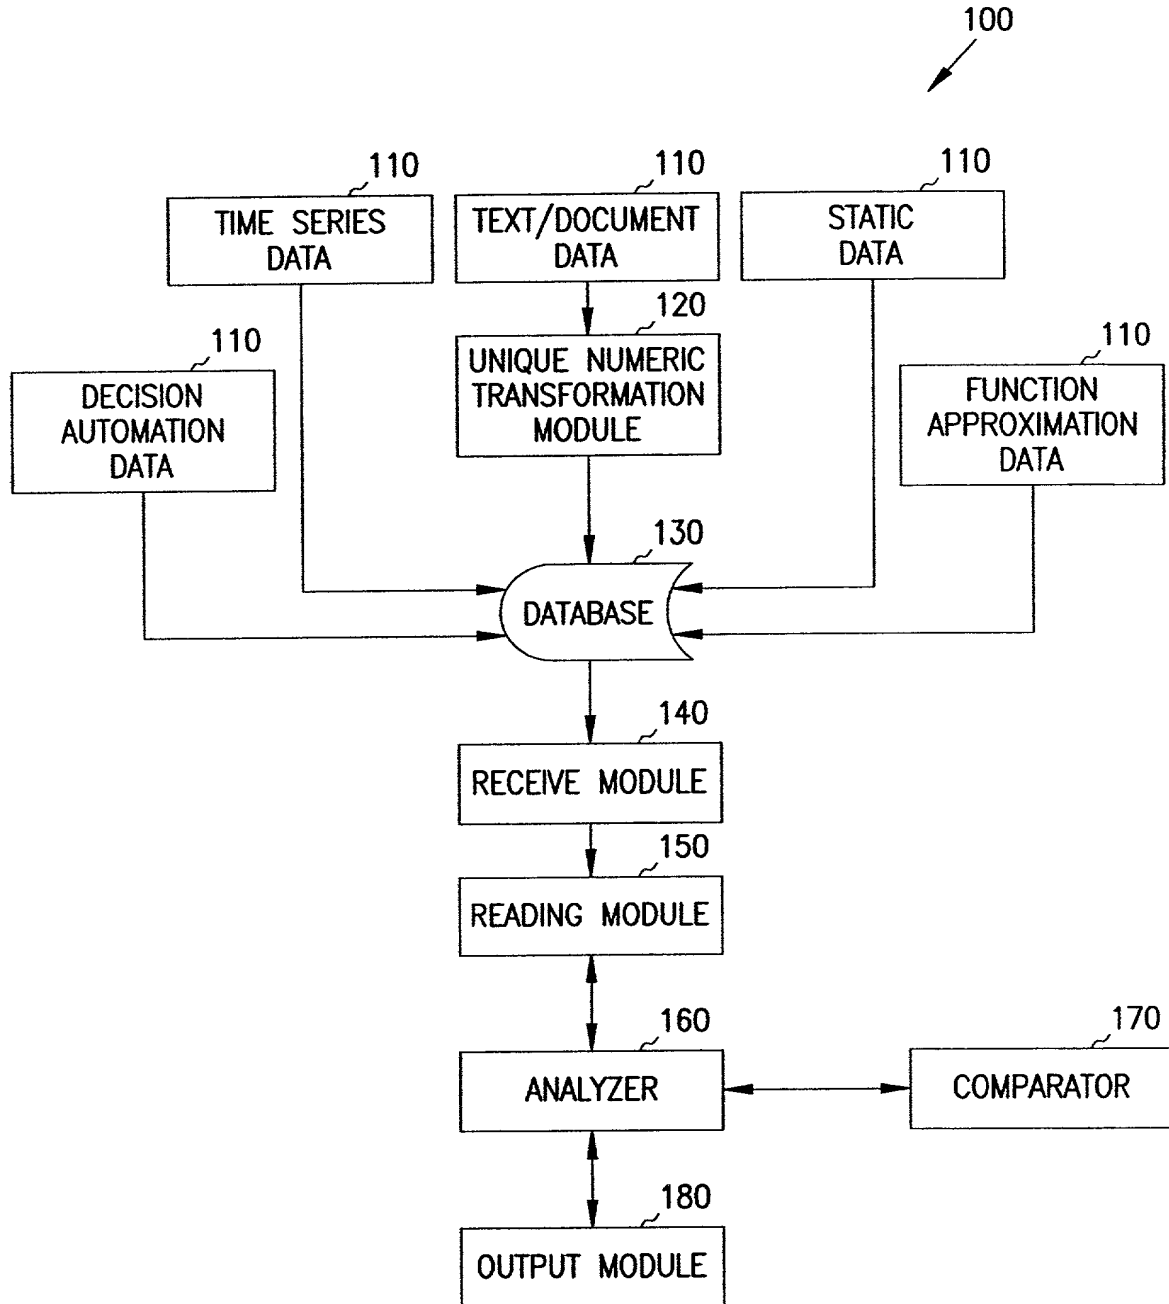 100
110
TIME SERIES
DATA
110
TEXT/DOCUMENT
DATA
110
STATIC
DATA
120
UNIQUE NUMERIC
TRANSFORMATION
MODULE
110
DECISION
AUTOMATION
DATA
110
FUNCTION
APPROXIMATION
DATA
130
DATABASE
140
RECEIVE MODULE
150
READING MODULE
160
ANALYZER
170
COMPARATOR
180
OUTPUT MODULE